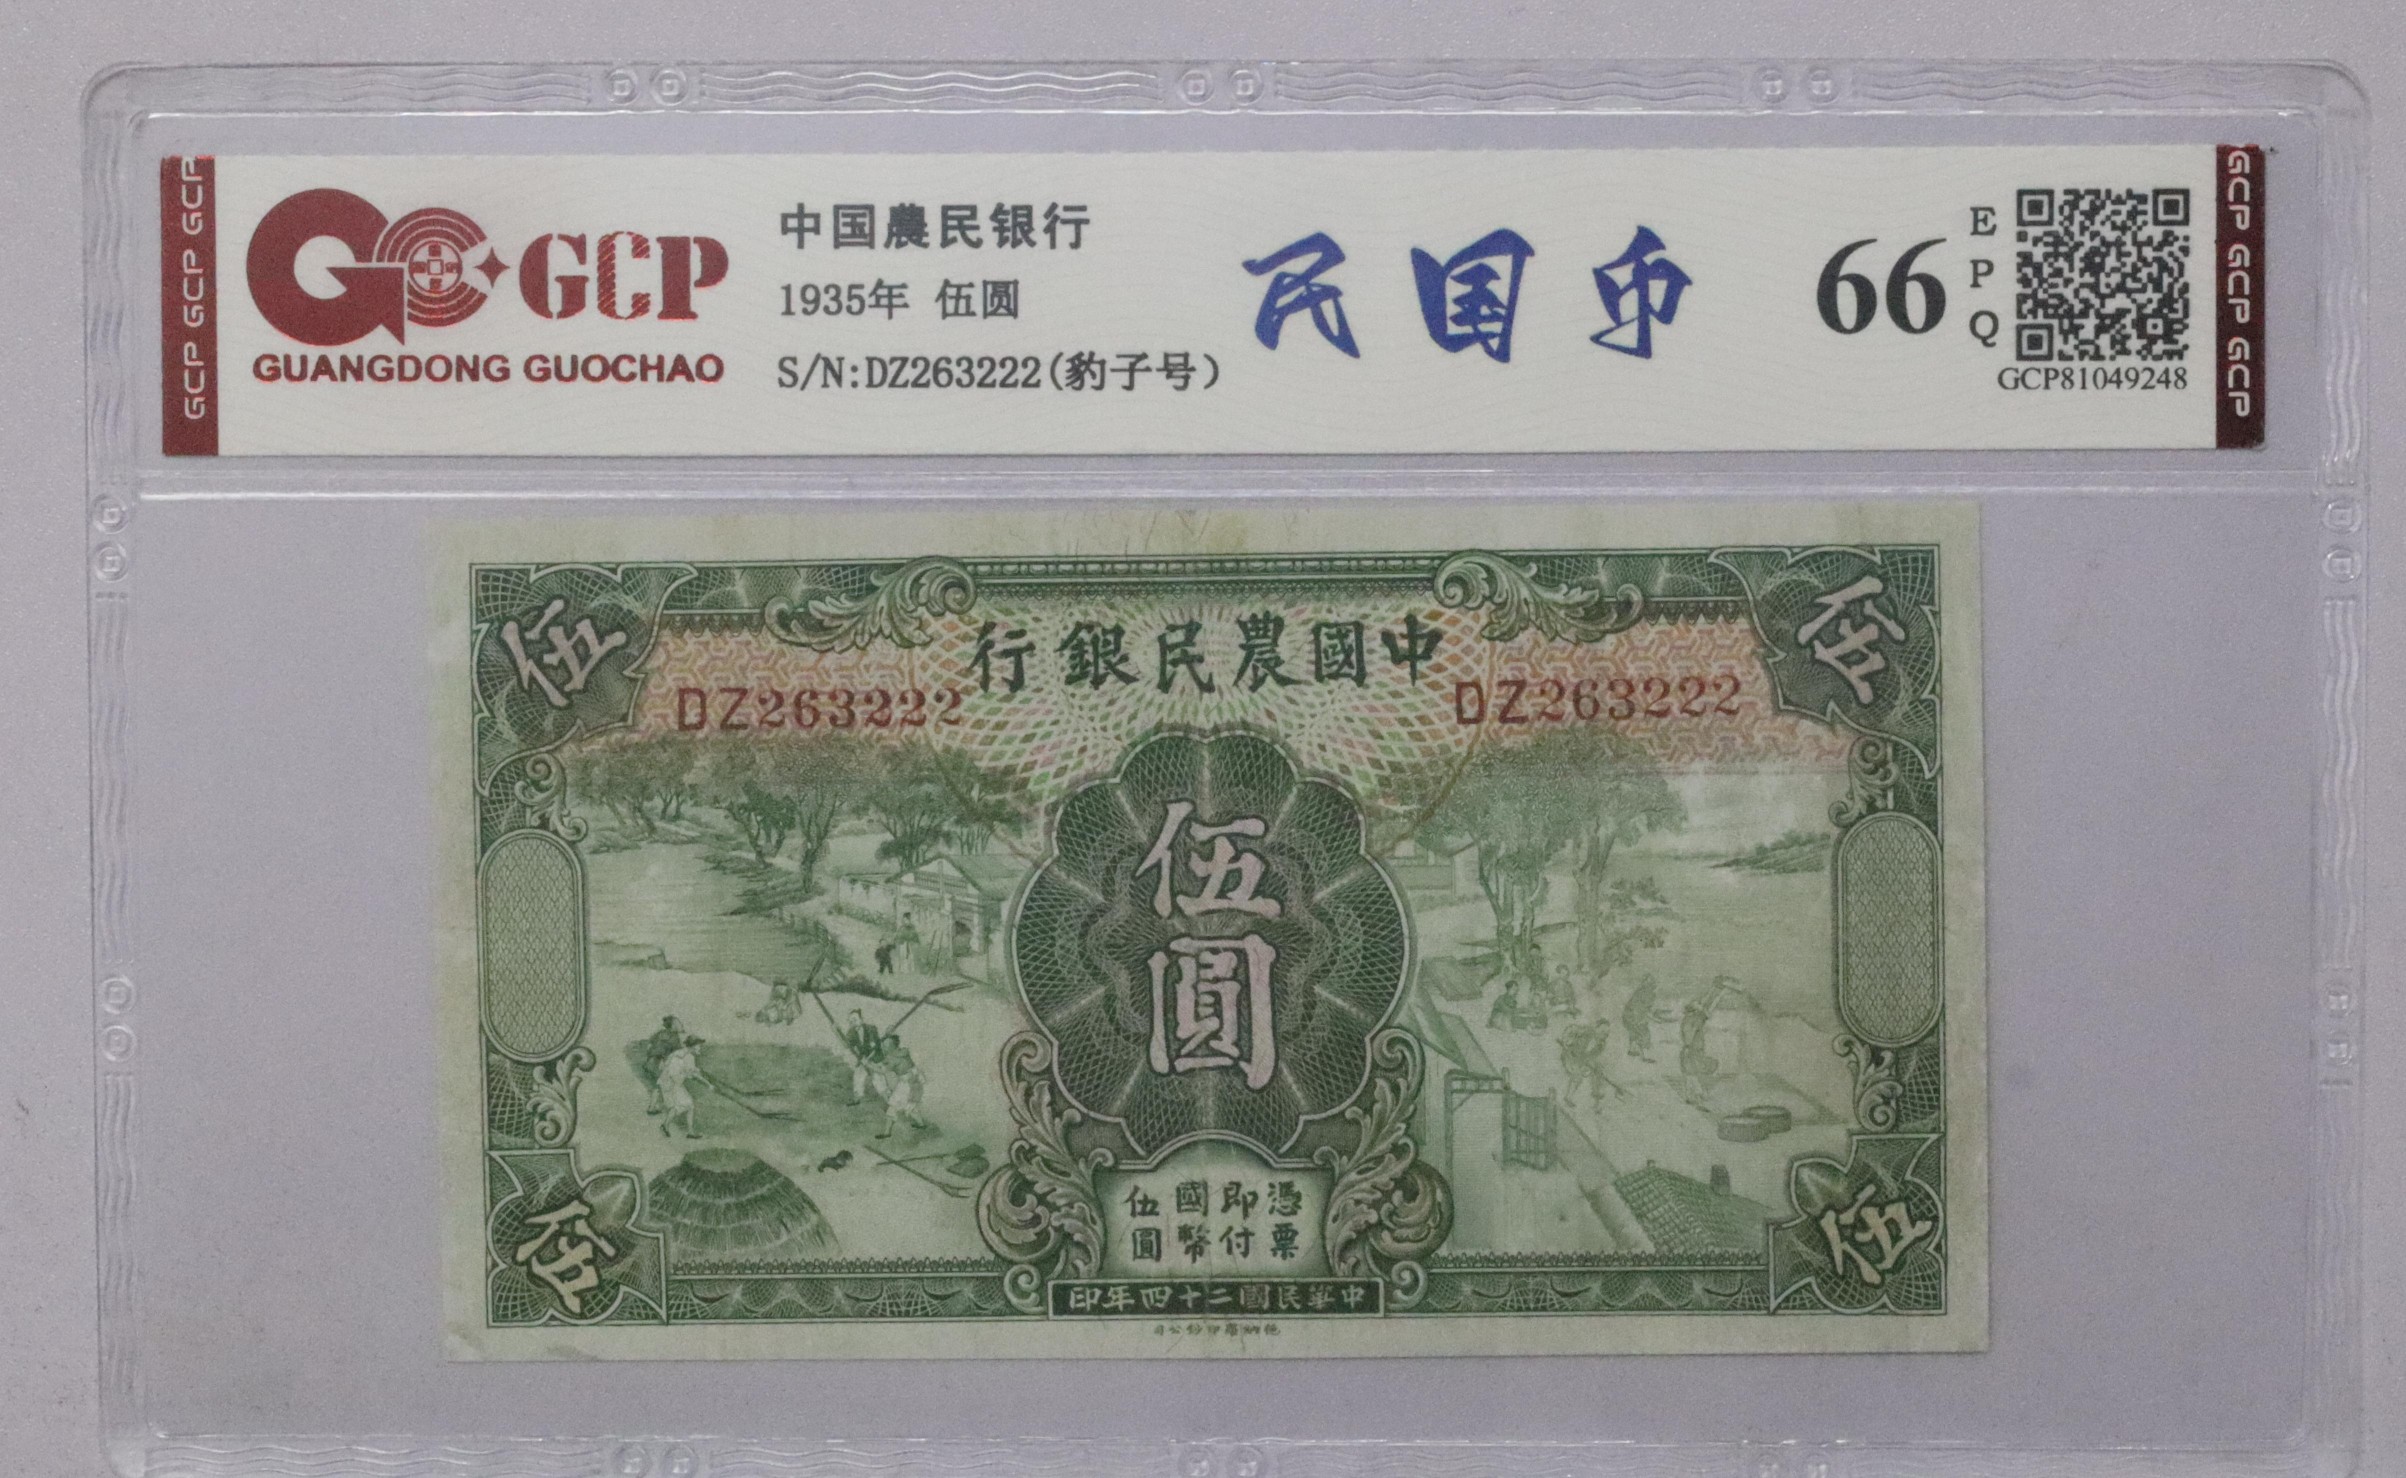 GCP GCP GCP
GCP
GUANGDONG GUOCHAO
中国農民银行
1935年 伍圆
S/N:DZ263222(豹子号)
民国币
66
E
P
Q
GCP81049248
GCP GCP GCP
伍
行銀民農國中
伍
DZ263222
DZ263222
伍
圓
憑票
即付
國幣
伍圓
伍
伍
印年四十二國民華中